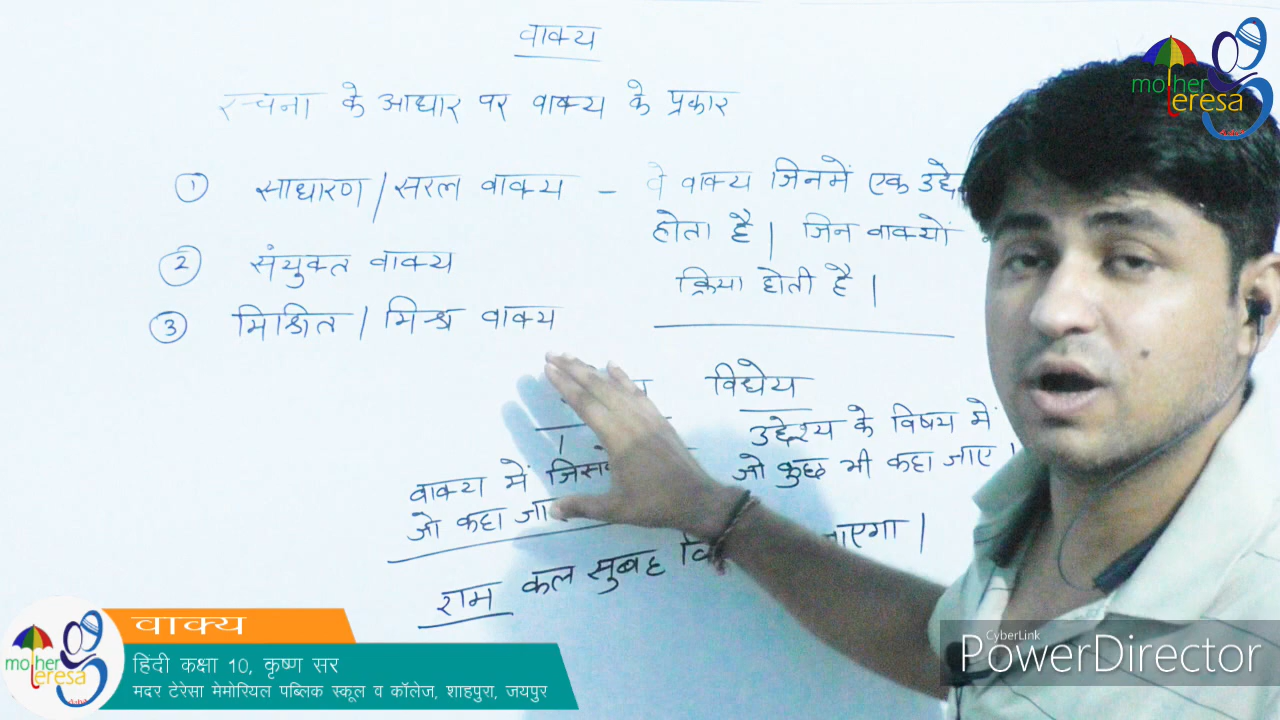 वाक्य
रचना के आधार पर वाक्य के प्रकार
① साधारण / सरल वाक्य – वे वाक्य जिनमें एक
होता है | जिन वाक्यों
क्रिया होती है |
② संयुक्त वाक्य
③ मिश्रित / मिश्र वाक्य
विधेय
उद्देश्य के विषय में
जो कुछ भी कहा जाए |
वाक्य में
जो कहा
राम कल सुबह
mother
teresa
वाक्य
हिंदी कक्षा 10, कृष्ण सर
मदर टेरेसा मेमोरियल पब्लिक स्कूल व कॉलेज, शाहपुरा, जयपुर
mother
teresa
CyberLink
PowerDirector